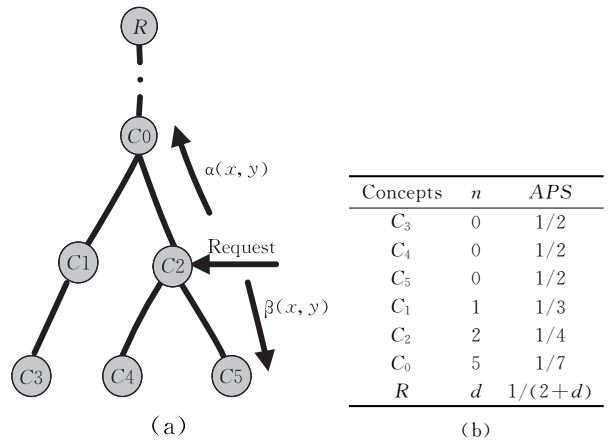 R
C0
α(x, y)
Request
C1
C2
β(x, y)
C3
C4
C5
(a)
Concepts n APS
C₃ 0 1/2
C₄ 0 1/2
C₅ 0 1/2
C₁ 1 1/3
C₂ 2 1/4
C₀ 5 1/7
R d 1/(2+d)
(b)